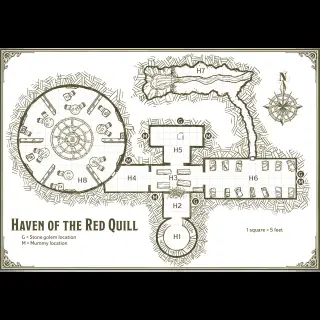 H7
N
G
M
G
M
G
H5
M
H8
H4
H3
H6
M
G
H2
M
H1
HAVEN OF THE RED QUILL
G = Stone golem location
M = Mummy location
1 square = 5 feet